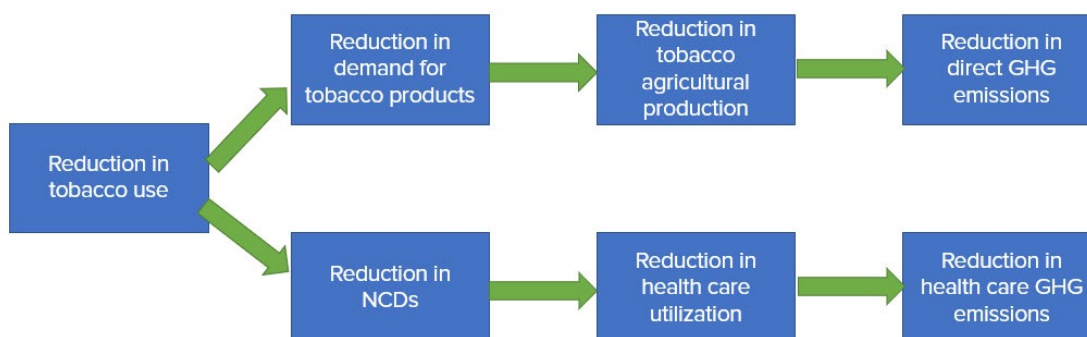 Reduction in
tobacco use
Reduction in
demand for
tobacco products
Reduction in
tobacco
agricultural
production
Reduction in
direct GHG
emissions
Reduction in
NCDs
Reduction in
health care
utilization
Reduction in
health care GHG
emissions